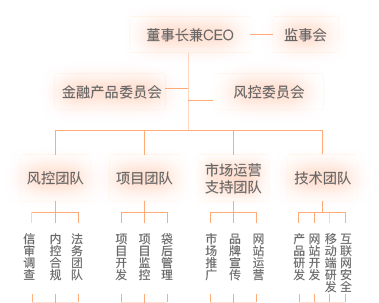 董事长兼CEO
监事会
金融产品委员会
风控委员会
风控团队
项目团队
市场运营
支持团队
技术团队
信审调查
内控合规
法务团队
项目开发
项目监控
袋后管理
市场推广
品牌宣传
网站运营
产品研发
网站开发
移动端研发
互联网安全